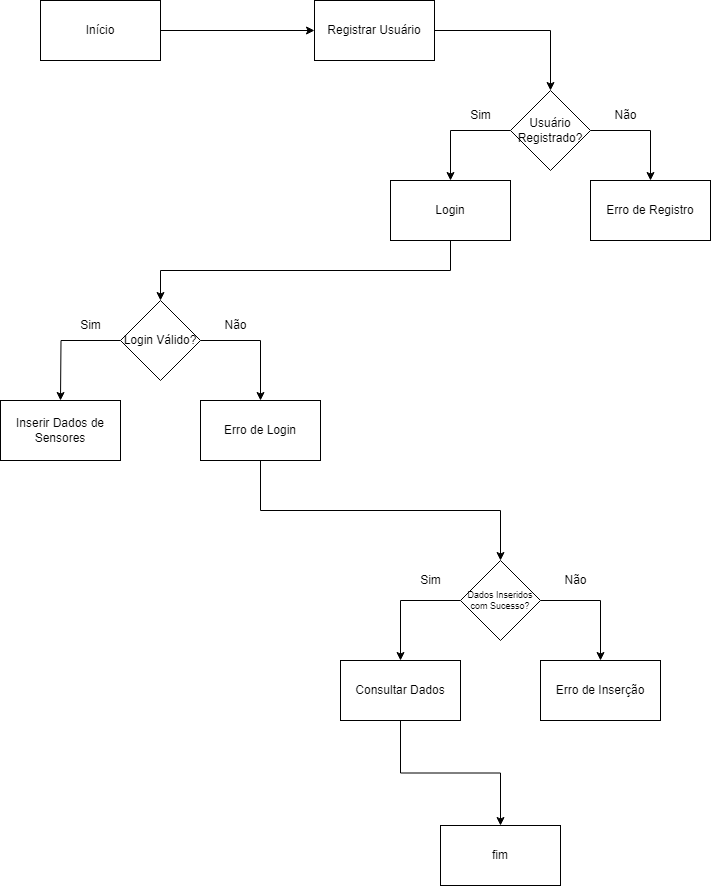 Início
Registrar Usuário
Sim
Usuário
Registrado?
Não
Login
Erro de Registro
Sim
Login Válido?
Não
Inserir Dados de
Sensores
Erro de Login
Sim
Dados Inseridos
com Sucesso?
Não
Consultar Dados
Erro de Inserção
fim